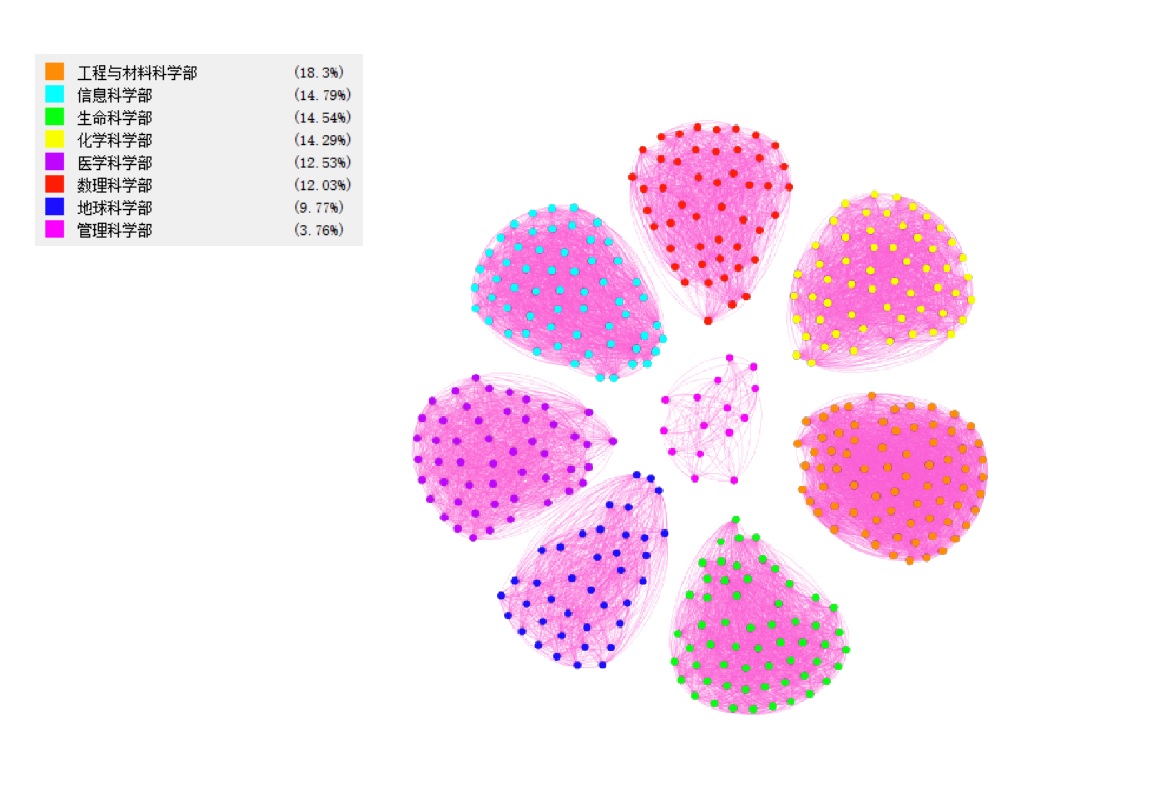 工程与材料科学部 (18.3%)
信息科学部 (14.79%)
生命科学部 (14.54%)
化学科学部 (14.29%)
医学科学部 (12.53%)
数理科学部 (12.03%)
地球科学部 (9.77%)
管理科学部 (3.76%)